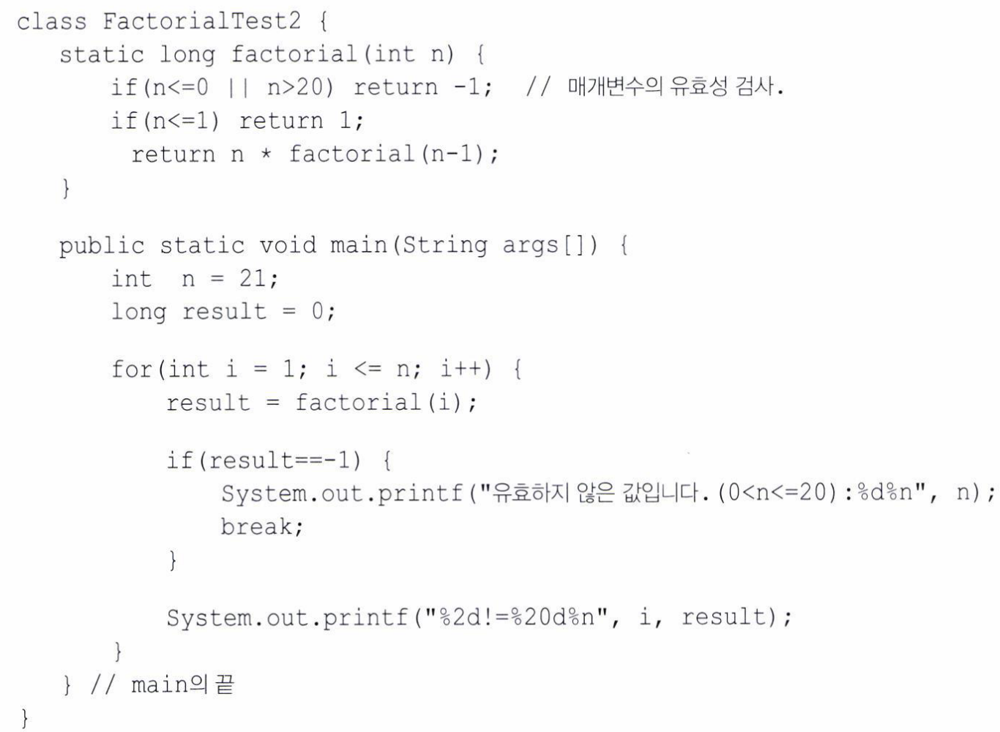 class FactorialTest2 {
static long factorial(int n) {
if(n<=0 || n>20) return -1; // 매개변수의 유효성 검사.
if(n<=1) return 1;
return n * factorial(n-1);
}
public static void main(String args[]) {
int n = 21;
long result = 0;
for(int i = 1; i <= n; i++) {
result = factorial(i);
if(result==-1) {
System.out.printf("유효하지 않은 값입니다.(0<n<=20):%d%n", n);
break;
}
System.out.printf("%2d!=%20d%n", i, result);
}
} // main의 끝
}